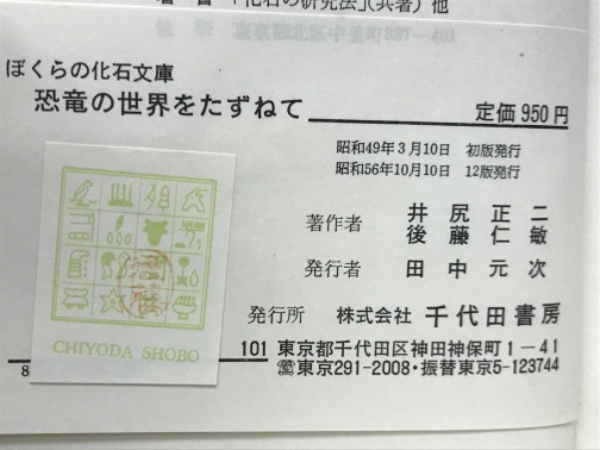 著 書 「化石の研究法」(共著) 他
ぼくらの化石文庫
恐竜の世界をたずねて
定価 950 円
昭和49年3月10日 初版発行
昭和56年10月10日 12版発行
著作者 井尻正二
後藤仁敏
発行者 田中元次
発行所 株式会社 千代田書房
101 東京都千代田区神田神保町1－41
㊪東京291-2008・振替東京5-123744
CHIYODA SHOBO
8